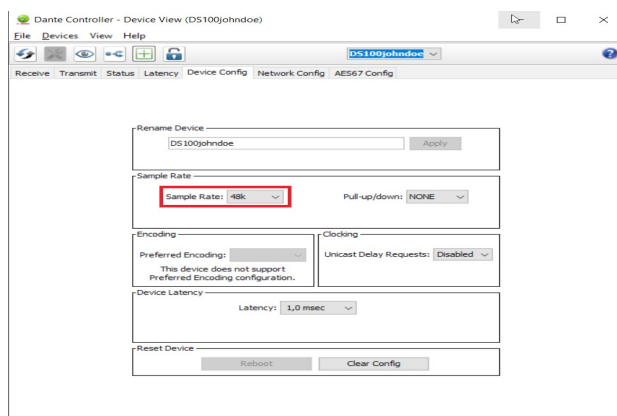 Dante Controller - Device View (DS100johndoe)
File Devices View Help
DS100johndoe
Receive Transmit Status Latency Device Config Network Config AES67 Config
Rename Device
DS100johndoe Apply
Sample Rate
Sample Rate: 48k Pull-up/down: NONE
Encoding Clocking
Preferred Encoding: Unicast Delay Requests: Disabled
This device does not support
Preferred Encoding configuration.
Device Latency
Latency: 1,0 msec
Reset Device
Reboot Clear Config